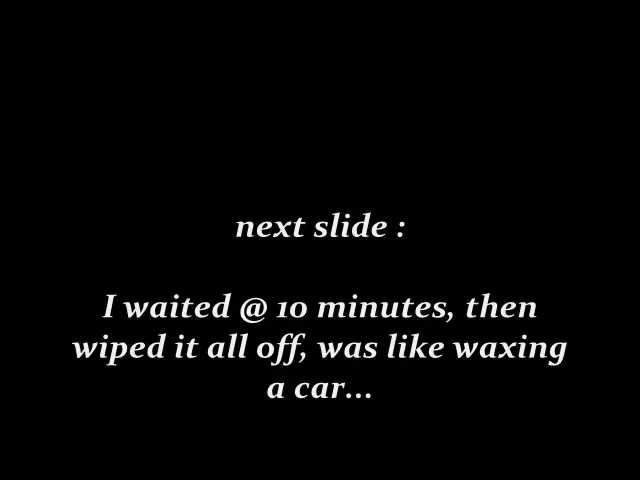 next slide :
I waited @ 10 minutes, then
wiped it all off, was like waxing
a car...